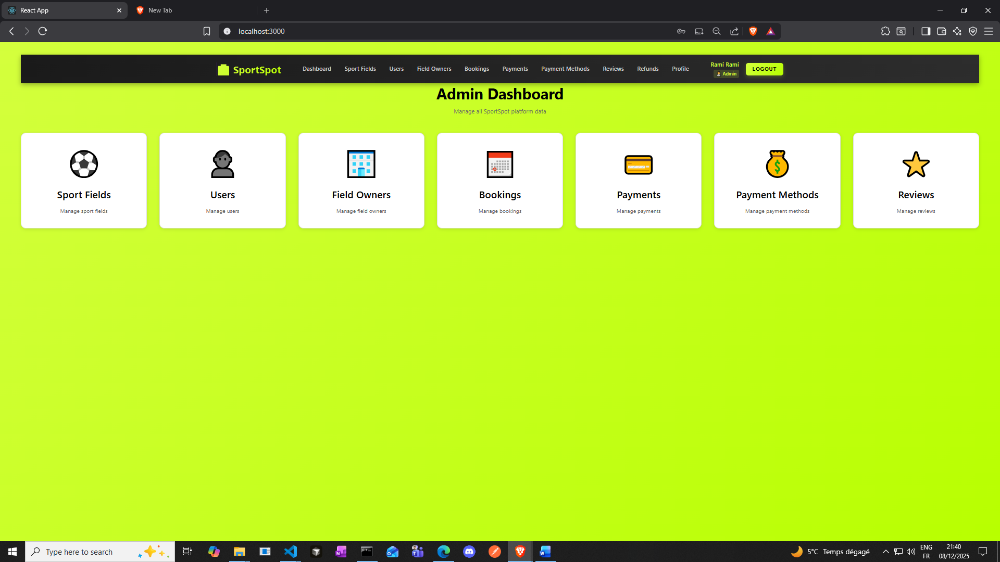 React App
New Tab
localhost:3000
SportSpot
Dashboard
Sport Fields
Users
Field Owners
Bookings
Payments
Payment Methods
Reviews
Refunds
Profile
Rami Rami
Admin
LOGOUT
Admin Dashboard
Manage all SportSpot platform data
Sport Fields
Manage sport fields
Users
Manage users
Field Owners
Manage field owners
Bookings
Manage bookings
Payments
Manage payments
Payment Methods
Manage payment methods
Reviews
Manage reviews
Type here to search
5°C Temps dégagé
ENG
FR
21:40
08/12/2025